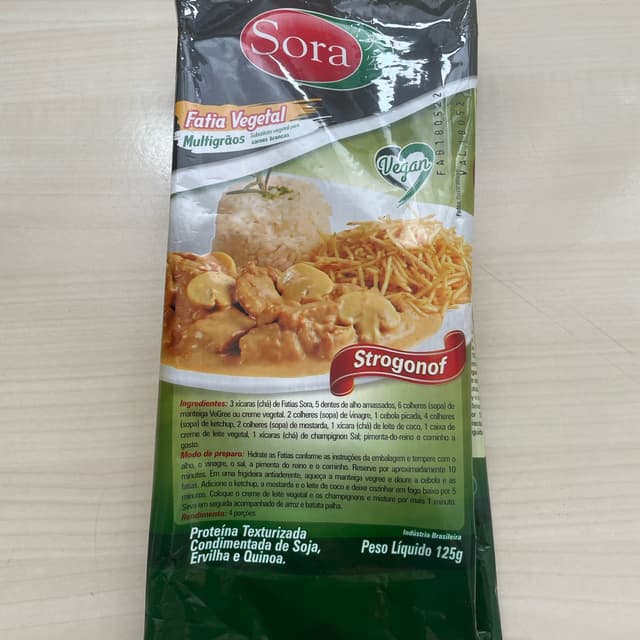 Sora
Fatia Vegetal
Multigrãos
Substituto vegetal para
carnes brancas
Vegan
FAB180522
VAL18052
Strogonof
Ingredientes: 3 xícaras (chá) de Fatias Sora, 5 dentes de alho amassados, 6 colheres (sopa) de
manteiga VeGree ou creme vegetal, 2 colheres (sopa) de vinagre, 1 cebola picada, 4 colheres
(sopa) de ketchup, 2 colheres (sopa) de mostarda, 1 xícara (chá) de leite de coco, 1 caixa de
creme de leite vegetal, 1 xícaras (chá) de champignon Sal; pimenta-do-reino e cominho a
gosto.
Modo de preparo: Hidrate as Fatias conforme as instruções da embalagem e tempere com o
alho, o vinagre, o sal, a pimenta do reino e o cominho. Reserve por aproximadamente 10
minutos. Em uma frigideira antiaderente, aqueça a manteiga vegree e doure a cebola e as
fatias. Adicione o ketchup, a mostarda e o leite de coco e deixe cozinhar em fogo baixo por 5
minutos. Coloque o creme de leite vegetal e os champignons e misture por mais 1 minuto.
Sirva em seguida acompanhado de arroz e batata palha.
Rendimento: 4 porções
Proteína Texturizada
Condimentada de Soja,
Ervilha e Quinoa.
Indústria Brasileira
Peso Líquido 125g